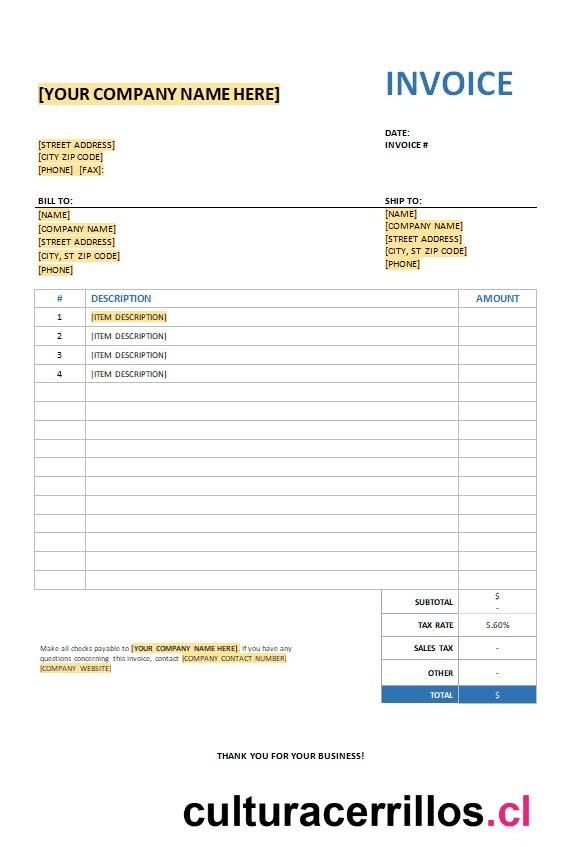 INVOICE
[YOUR COMPANY NAME HERE]
DATE:
[STREET ADDRESS]
INVOICE #
[CITY ZIP CODE]
[PHONE] [FAX]:
BILL TO: SHIP TO:
[NAME] [NAME]
[COMPANY NAME] [COMPANY NAME]
[STREET ADDRESS] [STREET ADDRESS]
[CITY, ST ZIP CODE] [CITY, ST ZIP CODE]
[PHONE] [PHONE]
# DESCRIPTION AMOUNT
1 [ITEM DESCRIPTION]
2 [ITEM DESCRIPTION]
3 [ITEM DESCRIPTION]
4 [ITEM DESCRIPTION]
SUBTOTAL $ -
TAX RATE 5.60%
SALES TAX -
OTHER -
TOTAL $
Make all checks payable to [YOUR COMPANY NAME HERE]. If you have any
questions concerning this invoice, contact [COMPANY CONTACT NUMBER]
[COMPANY WEBSITE]
THANK YOU FOR YOUR BUSINESS!
culturacerrillos.cl